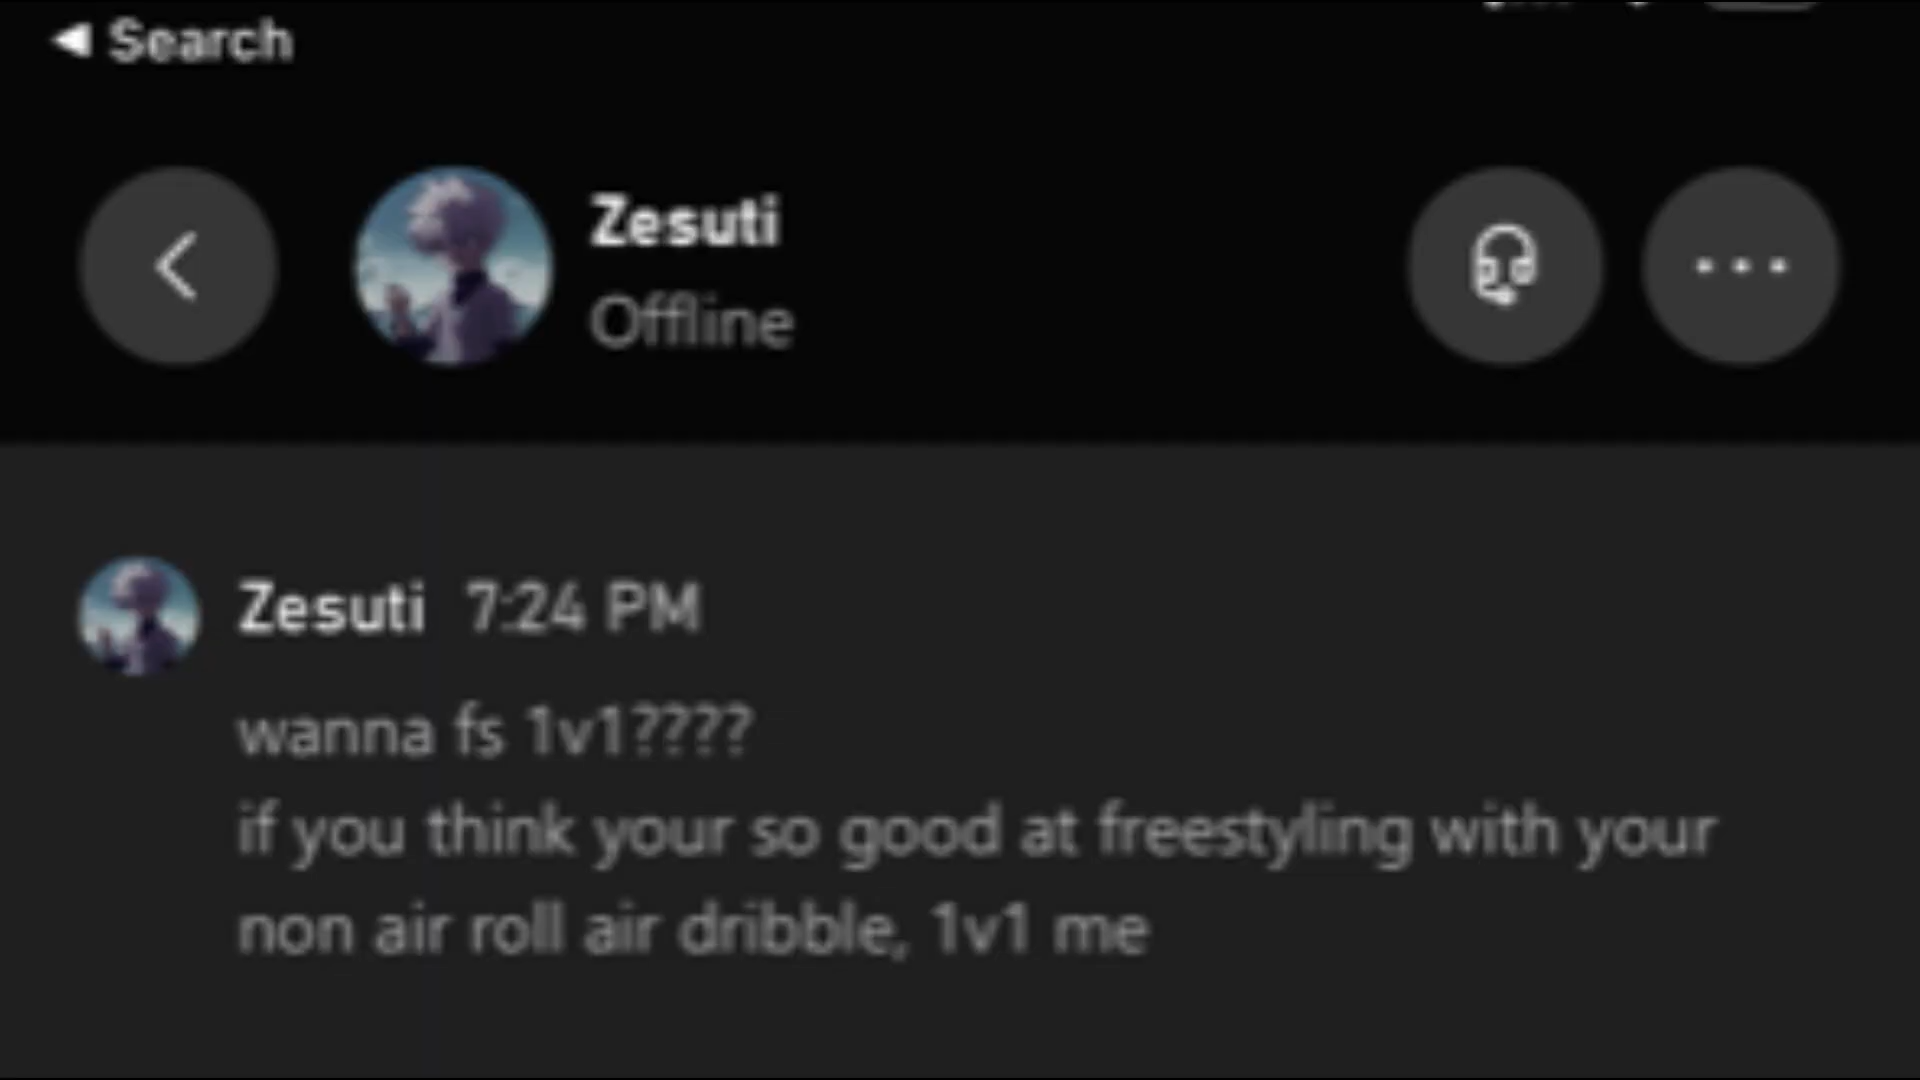 Search
Zesuti
Offline
Zesuti 7:24 PM
wanna fs 1v1????
if you think your so good at freestyling with your
non air roll air dribble, 1v1 me